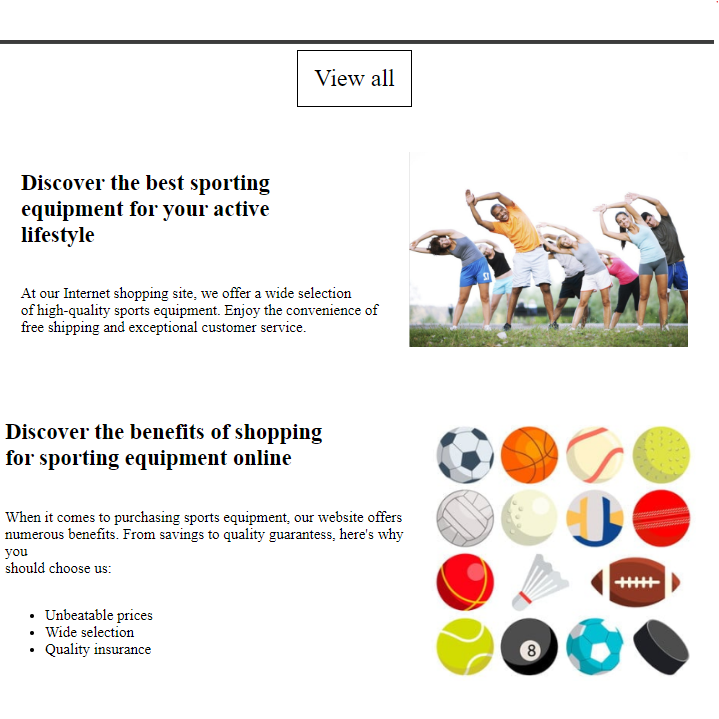 View all
Discover the best sporting
equipment for your active
lifestyle
At our Internet shopping site, we offer a wide selection
of high-quality sports equipment. Enjoy the convenience of
free shipping and exceptional customer service.
Discover the benefits of shopping
for sporting equipment online
When it comes to purchasing sports equipment, our website offers
numerous benefits. From savings to quality guarantess, here's why
you
should choose us:
• Unbeatable prices
• Wide selection
• Quality insurance
8